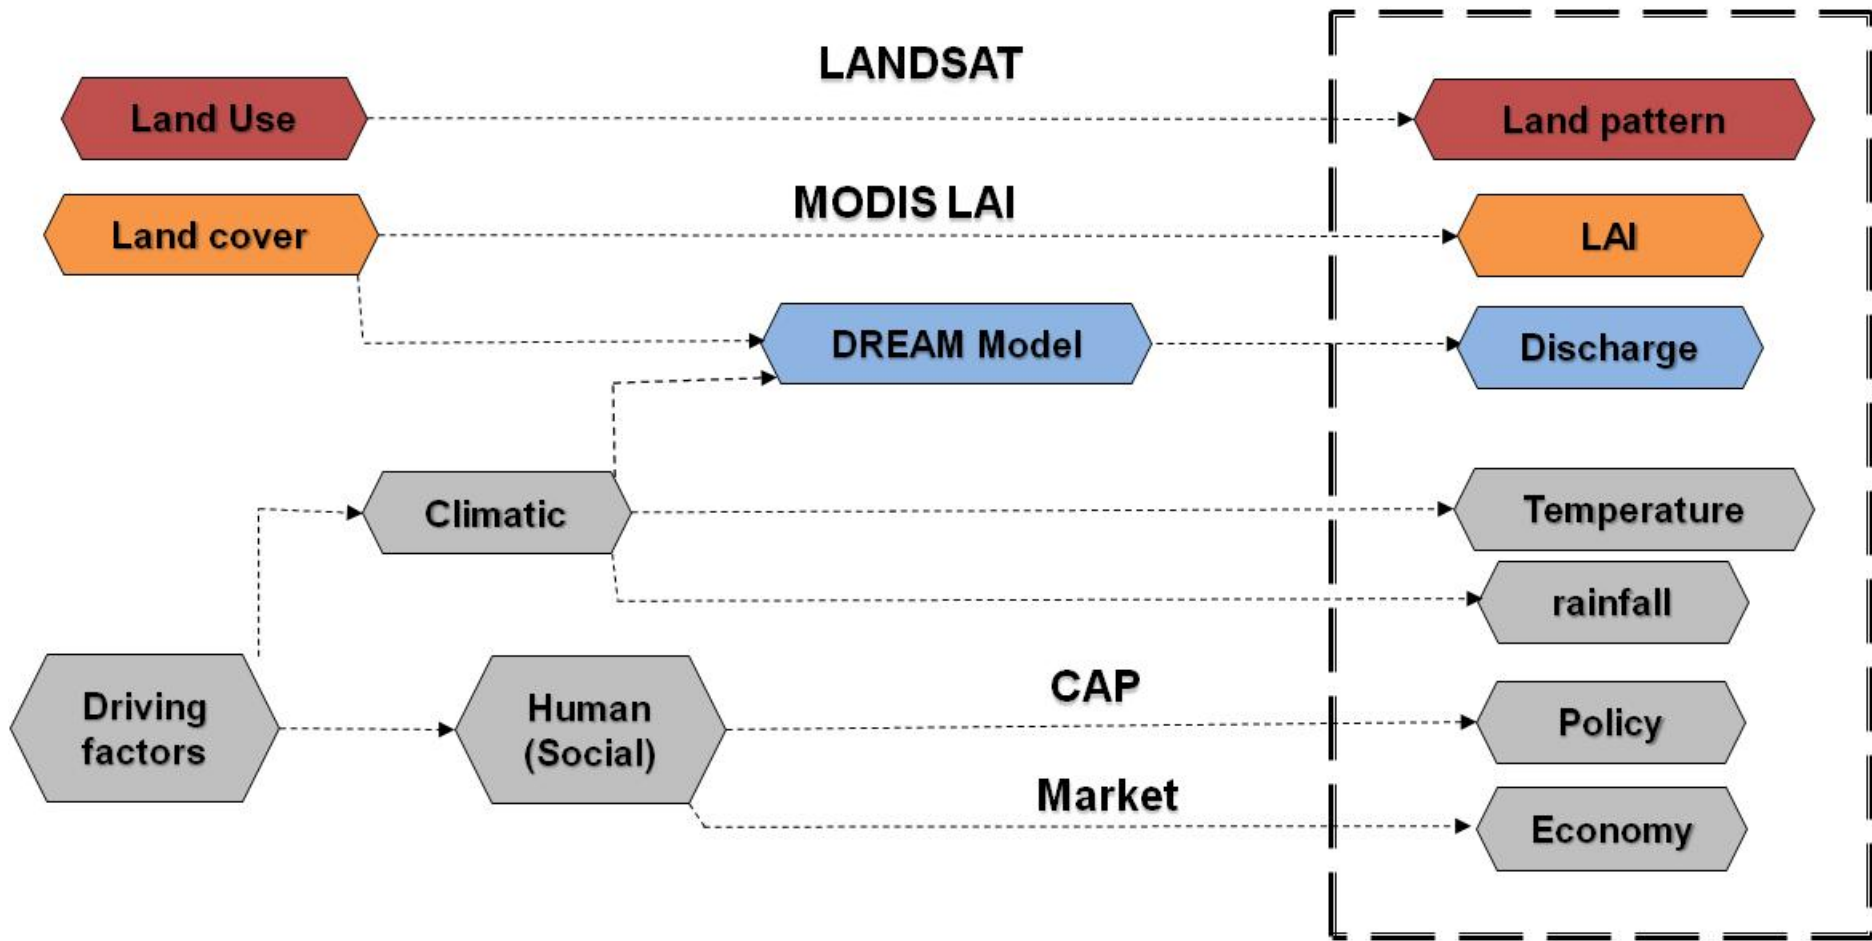 LANDSAT
Land Use
Land pattern
MODIS LAI
Land cover
LAI
DREAM Model
Discharge
Climatic
Temperature
rainfall
Driving
factors
Human
(Social)
CAP
Policy
Market
Economy